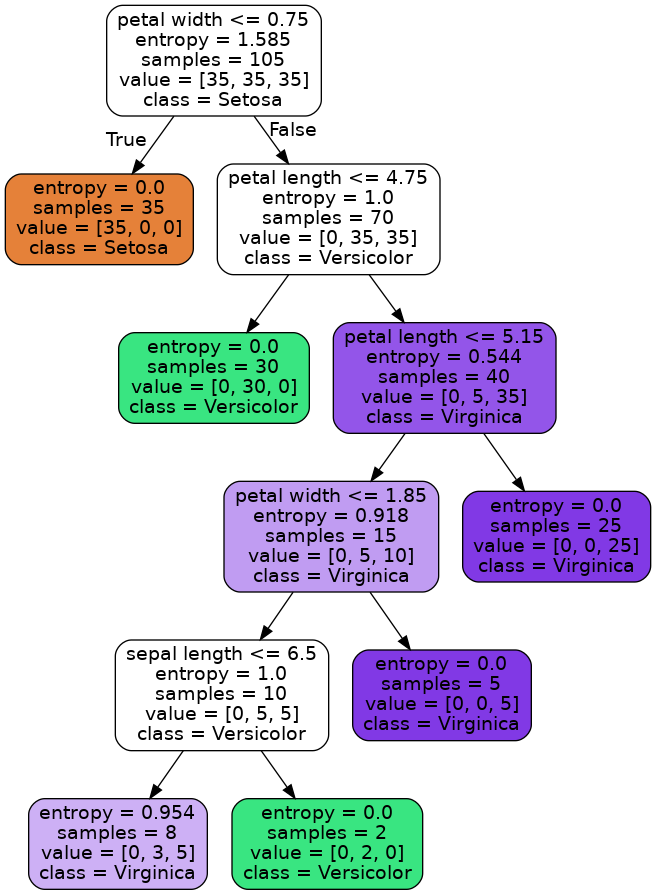 petal width <= 0.75
entropy = 1.585
samples = 105
value = [35, 35, 35]
class = Setosa
True
False
entropy = 0.0
samples = 35
value = [35, 0, 0]
class = Setosa
petal length <= 4.75
entropy = 1.0
samples = 70
value = [0, 35, 35]
class = Versicolor
entropy = 0.0
samples = 30
value = [0, 30, 0]
class = Versicolor
petal length <= 5.15
entropy = 0.544
samples = 40
value = [0, 5, 35]
class = Virginica
petal width <= 1.85
entropy = 0.918
samples = 15
value = [0, 5, 10]
class = Virginica
entropy = 0.0
samples = 25
value = [0, 0, 25]
class = Virginica
sepal length <= 6.5
entropy = 1.0
samples = 10
value = [0, 5, 5]
class = Versicolor
entropy = 0.0
samples = 5
value = [0, 0, 5]
class = Virginica
entropy = 0.954
samples = 8
value = [0, 3, 5]
class = Virginica
entropy = 0.0
samples = 2
value = [0, 2, 0]
class = Versicolor